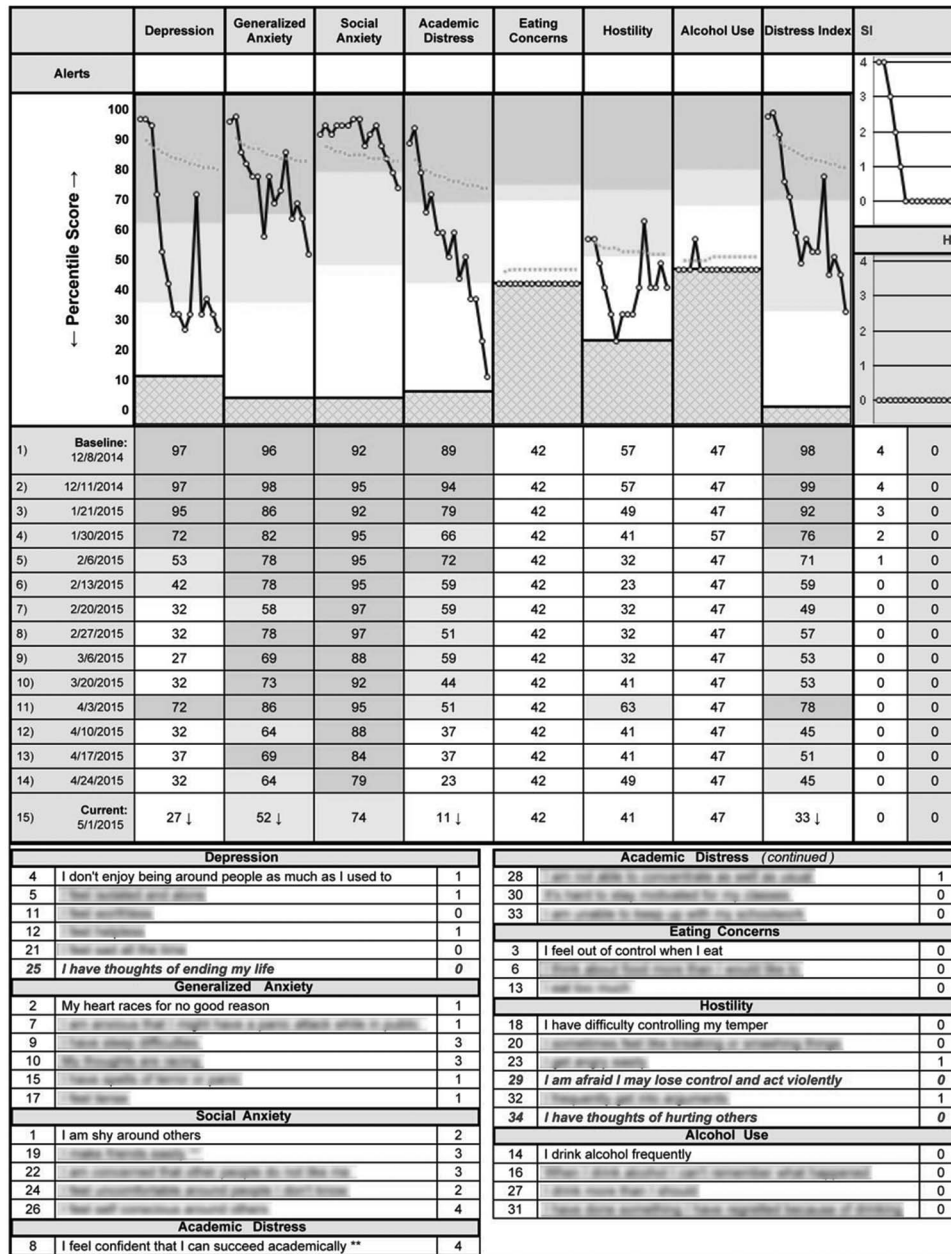 Depression Generalized Anxiety Social Anxiety Academic Distress Eating Concerns Hostility Alcohol Use Distress Index SI
Alerts
← Percentile Score →
100
90
80
70
60
50
40
30
20
10
0
4
3
2
1
0
H
4
3
2
1
0
1) Baseline: 12/8/2014 97 96 92 89 42 57 47 98 4 0
2) 12/11/2014 97 98 95 94 42 57 47 99 4 0
3) 1/21/2015 95 86 92 79 42 49 47 92 3 0
4) 1/30/2015 72 82 95 66 42 41 57 76 2 0
5) 2/6/2015 53 78 95 72 42 32 47 71 1 0
6) 2/13/2015 42 78 95 59 42 23 47 59 0 0
7) 2/20/2015 32 58 97 59 42 32 47 49 0 0
8) 2/27/2015 32 78 97 51 42 32 47 57 0 0
9) 3/6/2015 27 69 88 59 42 32 47 53 0 0
10) 3/20/2015 32 73 92 44 42 41 47 53 0 0
11) 4/3/2015 72 86 95 51 42 63 47 78 0 0
12) 4/10/2015 32 64 88 37 42 41 47 45 0 0
13) 4/17/2015 37 69 84 37 42 41 47 51 0 0
14) 4/24/2015 32 64 79 23 42 49 47 45 0 0
15) Current: 5/1/2015 27 ↓ 52 ↓ 74 11 ↓ 42 41 47 33 ↓ 0 0
Depression
4 I don't enjoy being around people as much as I used to 1
5 1
11 0
12 1
21 0
25 I have thoughts of ending my life 0
Generalized Anxiety
2 My heart races for no good reason 1
7 1
9 3
10 3
15 1
17 1
Social Anxiety
1 I am shy around others 2
19 3
22 3
24 2
26 4
Academic Distress
8 I feel confident that I can succeed academically ** 4
Academic Distress (continued)
28 1
30 0
33 0
Eating Concerns
3 I feel out of control when I eat 0
6 0
13 0
Hostility
18 I have difficulty controlling my temper 0
20 0
23 1
29 I am afraid I may lose control and act violently 0
32 1
34 I have thoughts of hurting others 0
Alcohol Use
14 I drink alcohol frequently 0
16 0
27 0
31 0